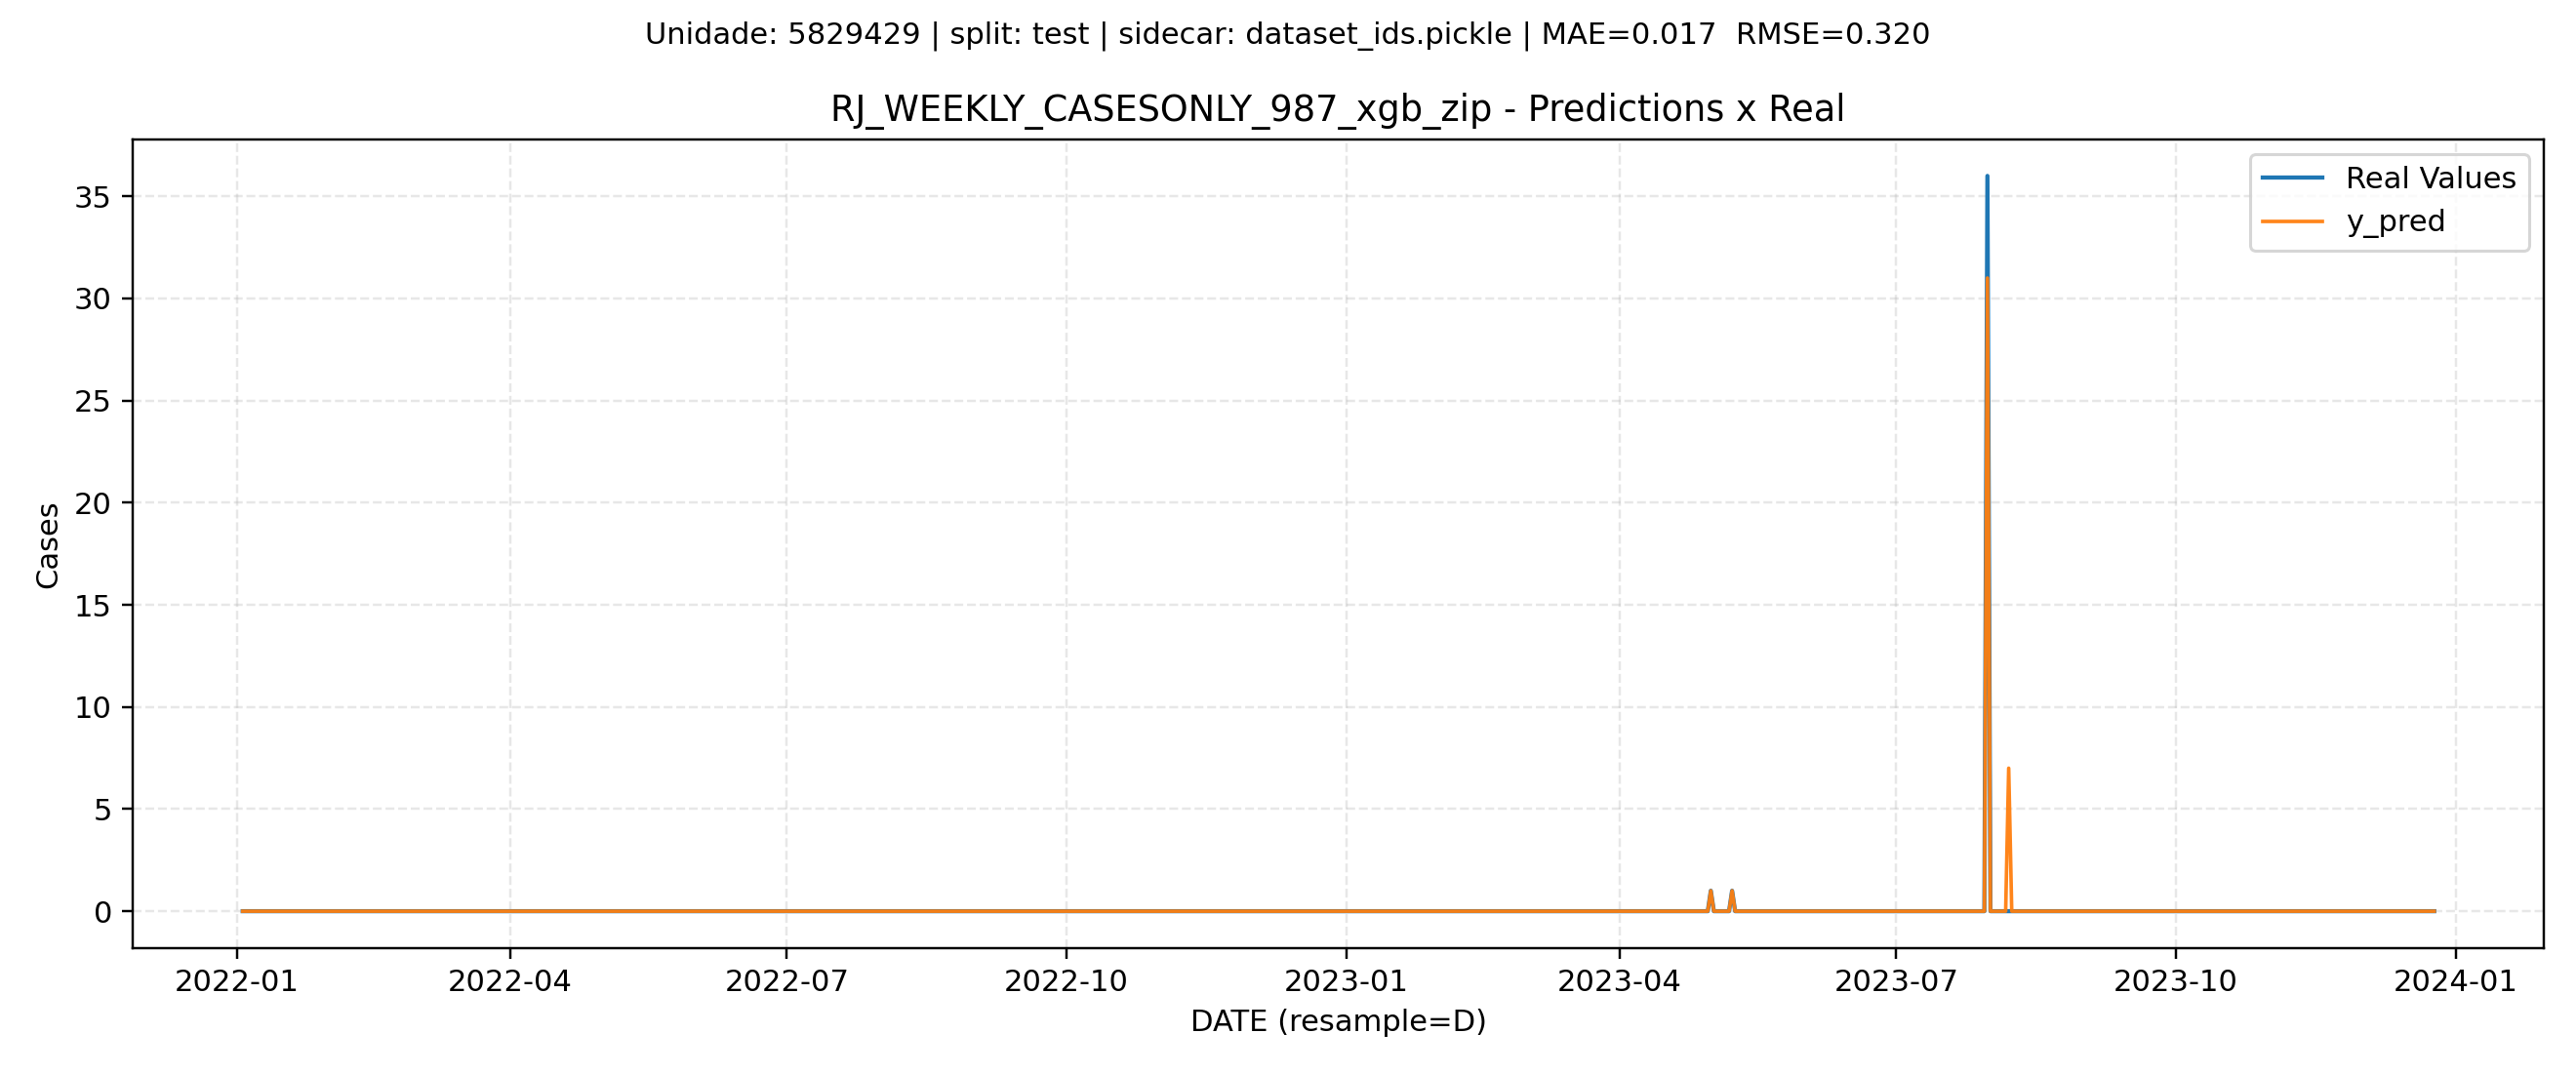 Unidade: 5829429 | split: test | sidecar: dataset_ids.pickle | MAE=0.017  RMSE=0.320
RJ_WEEKLY_CASESONLY_987_xgb_zip - Predictions x Real
Real Values
y_pred
35
30
25
20
15
10
5
0
Cases
2022-01
2022-04
2022-07
2022-10
2023-01
2023-04
2023-07
2023-10
2024-01
DATE (resample=D)